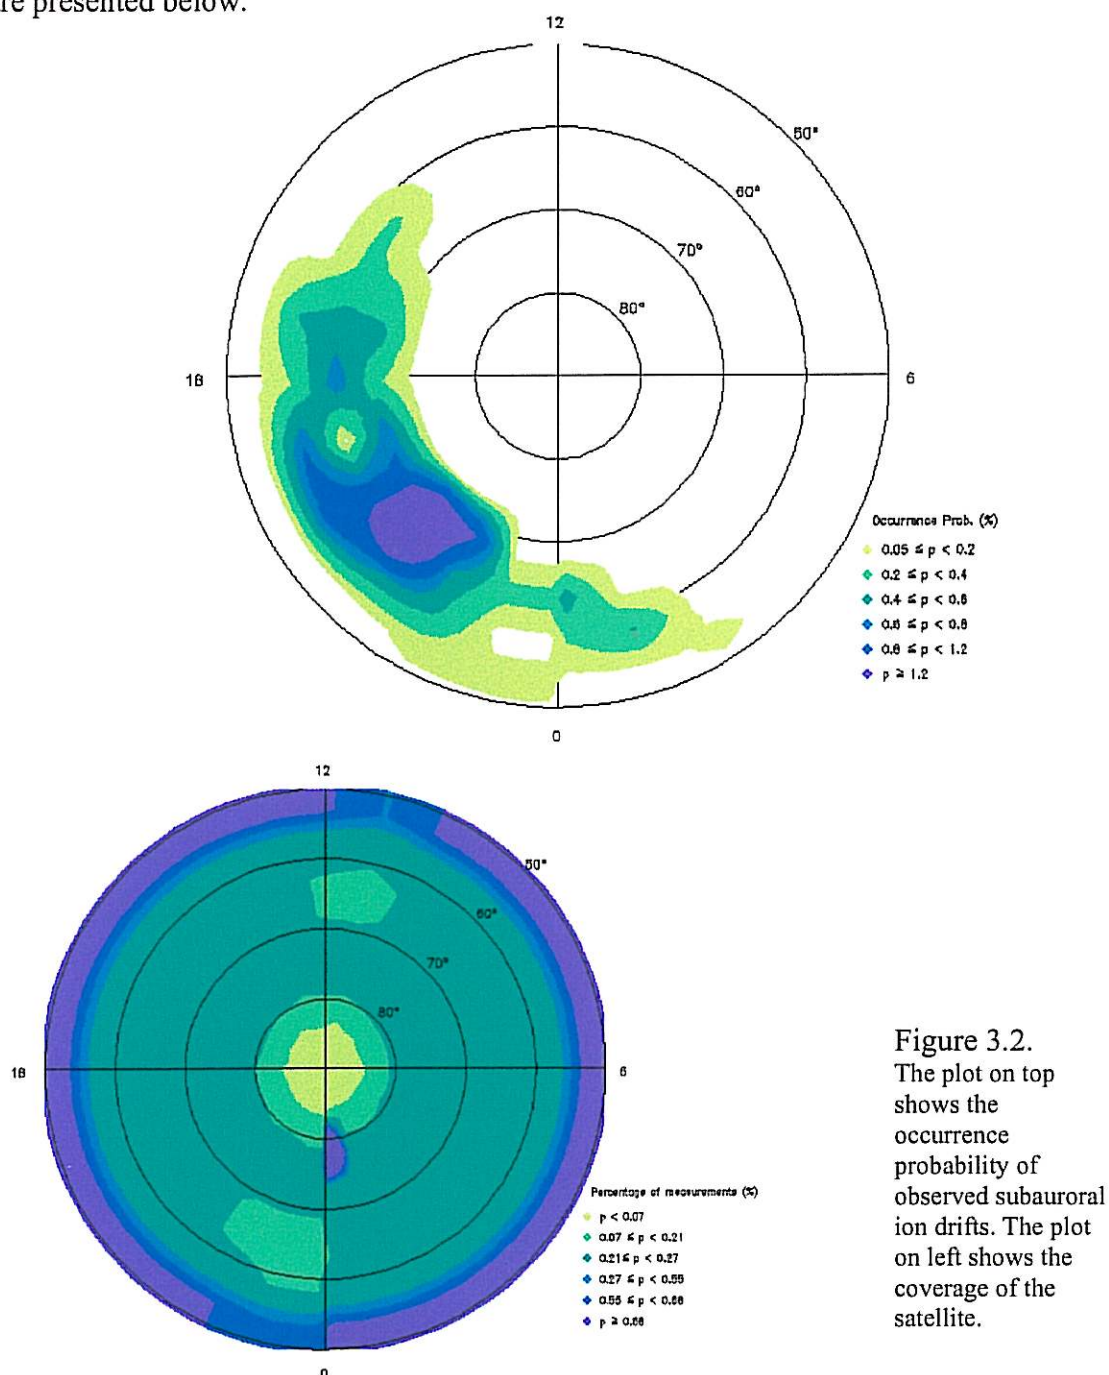 re presented below.
12
50°
60°
70°
80°
18
6
0
Occurrence Prob. (%)
0.05 ≤ p < 0.2
0.2 ≤ p < 0.4
0.4 ≤ p < 0.6
0.6 ≤ p < 0.8
0.8 ≤ p < 1.2
p ≥ 1.2
12
50°
60°
70°
80°
18
6
0
Percentage of measurements (%)
p < 0.07
0.07 ≤ p < 0.21
0.21 ≤ p < 0.27
0.27 ≤ p < 0.55
0.55 ≤ p < 0.68
p ≥ 0.68
Figure 3.2.
The plot on top
shows the
occurrence
probability of
observed subauroral
ion drifts. The plot
on left shows the
coverage of the
satellite.